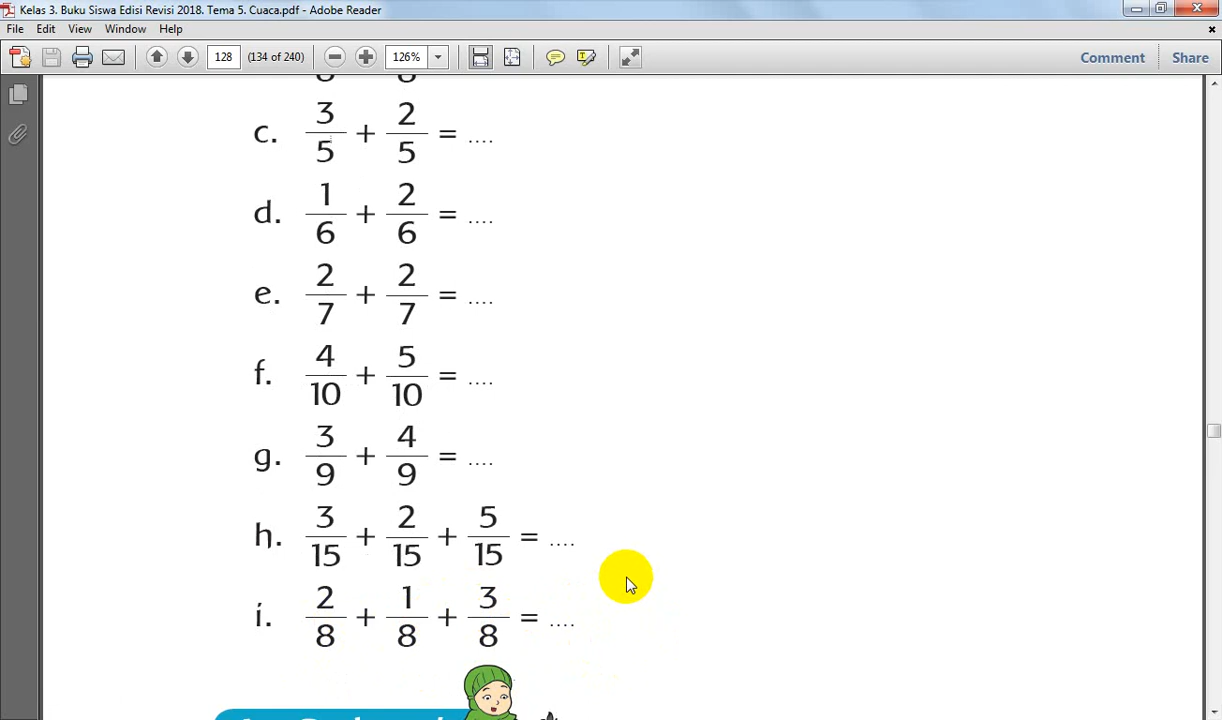 Kelas 3. Buku Siswa Edisi Revisi 2018. Tema 5. Cuaca.pdf - Adobe Reader
File Edit View Window Help
128 (134 of 240) 126% Comment Share
c. 3/5 + 2/5 = ....
d. 1/6 + 2/6 = ....
e. 2/7 + 2/7 = ....
f. 4/10 + 5/10 = ....
g. 3/9 + 4/9 = ....
h. 3/15 + 2/15 + 5/15 = ....
i. 2/8 + 1/8 + 3/8 = ....